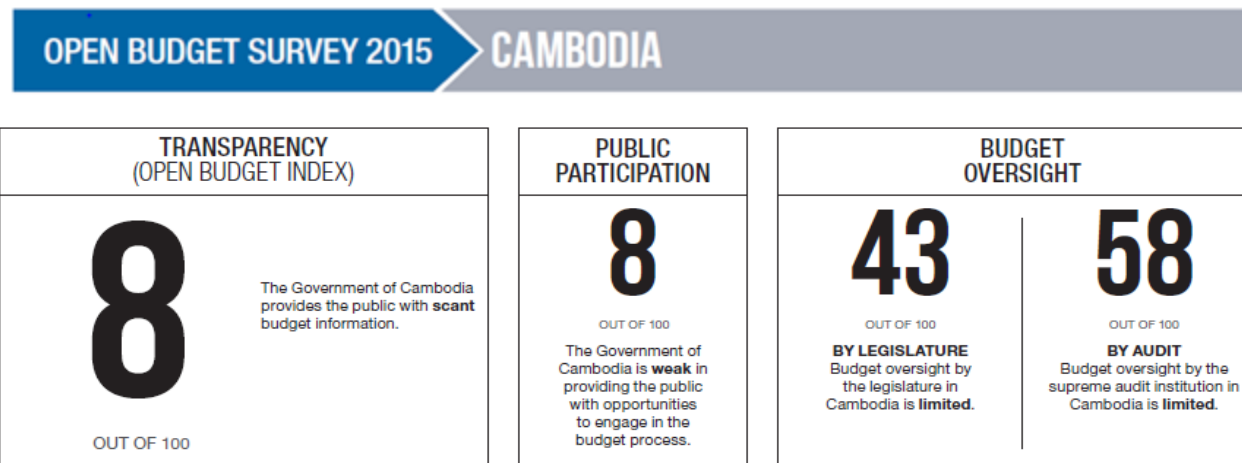 OPEN BUDGET SURVEY 2015
CAMBODIA
TRANSPARENCY
(OPEN BUDGET INDEX)
8
OUT OF 100
The Government of Cambodia
provides the public with scant
budget information.
PUBLIC
PARTICIPATION
8
OUT OF 100
The Government of
Cambodia is weak in
providing the public
with opportunities
to engage in the
budget process.
BUDGET
OVERSIGHT
43
OUT OF 100
BY LEGISLATURE
Budget oversight by
the legislature in
Cambodia is limited.
58
OUT OF 100
BY AUDIT
Budget oversight by the
supreme audit institution in
Cambodia is limited.